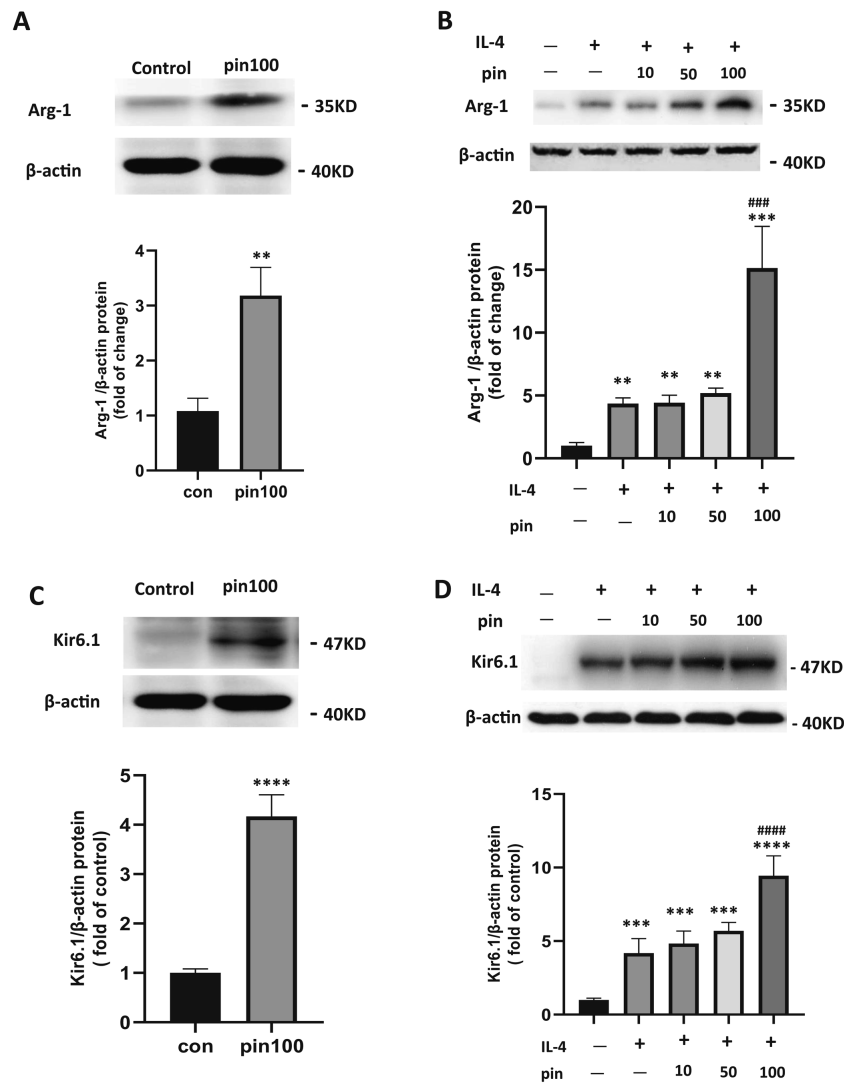 A
Control pin100
Arg-1 - 35KD
β-actin - 40KD
Arg-1 /β-actin protein
(fold of change)
4
3
2
1
0
**
con pin100
B
IL-4 — + + + +
pin — — 10 50 100
Arg-1 - 35KD
β-actin - 40KD
Arg-1 /β-actin protein
(fold of change)
20
15
10
5
0
** ** **
###
***
IL-4 — + + + +
pin — — 10 50 100
C
Control pin100
Kir6.1 - 47KD
β-actin - 40KD
Kir6.1/β-actin protein
( fold of control)
5
4
3
2
1
0
****
con pin100
D
IL-4 — + + + +
pin — — 10 50 100
Kir6.1 - 47KD
β-actin - 40KD
Kir6.1/β-actin protein
( fold of control)
15
10
5
0
*** *** ***
####
****
IL-4 — + + + +
pin — — 10 50 100